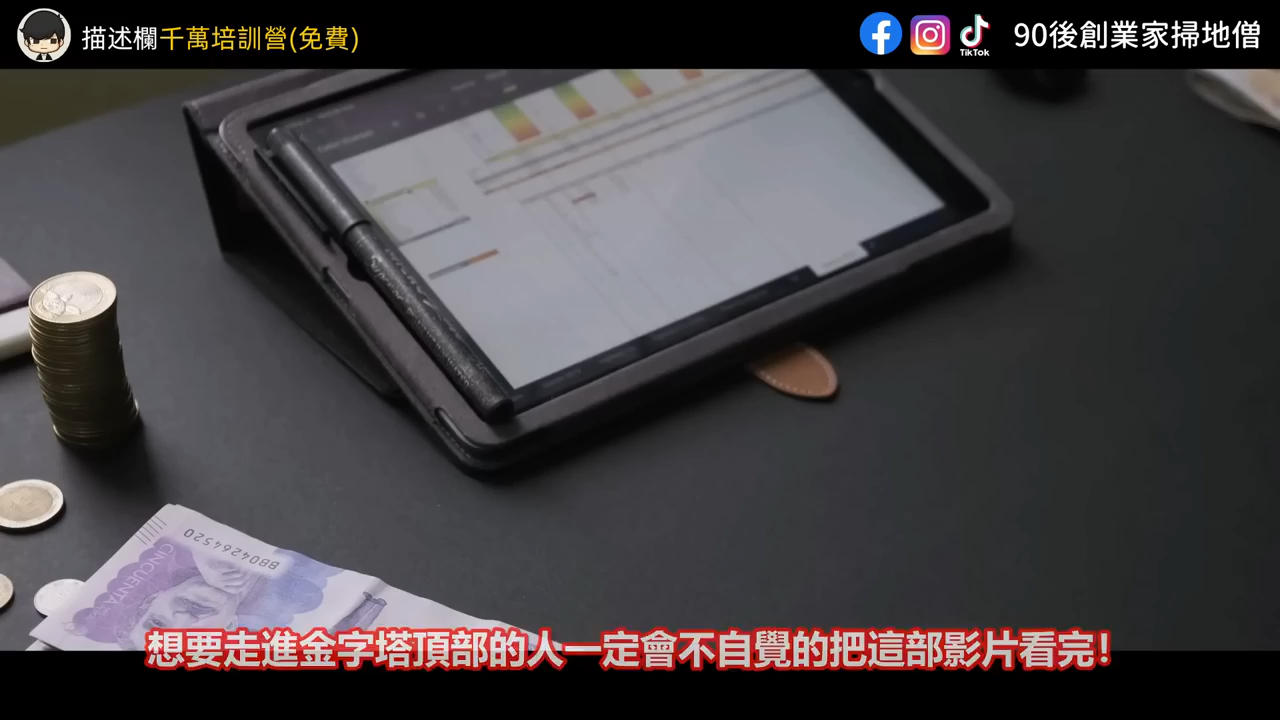 描述欄千萬培訓營(免費)
TikTok
90後創業家掃地僧
BB04264520
CINCUENTA
想要走進金字塔頂部的人一定會不自覺的把這部影片看完!